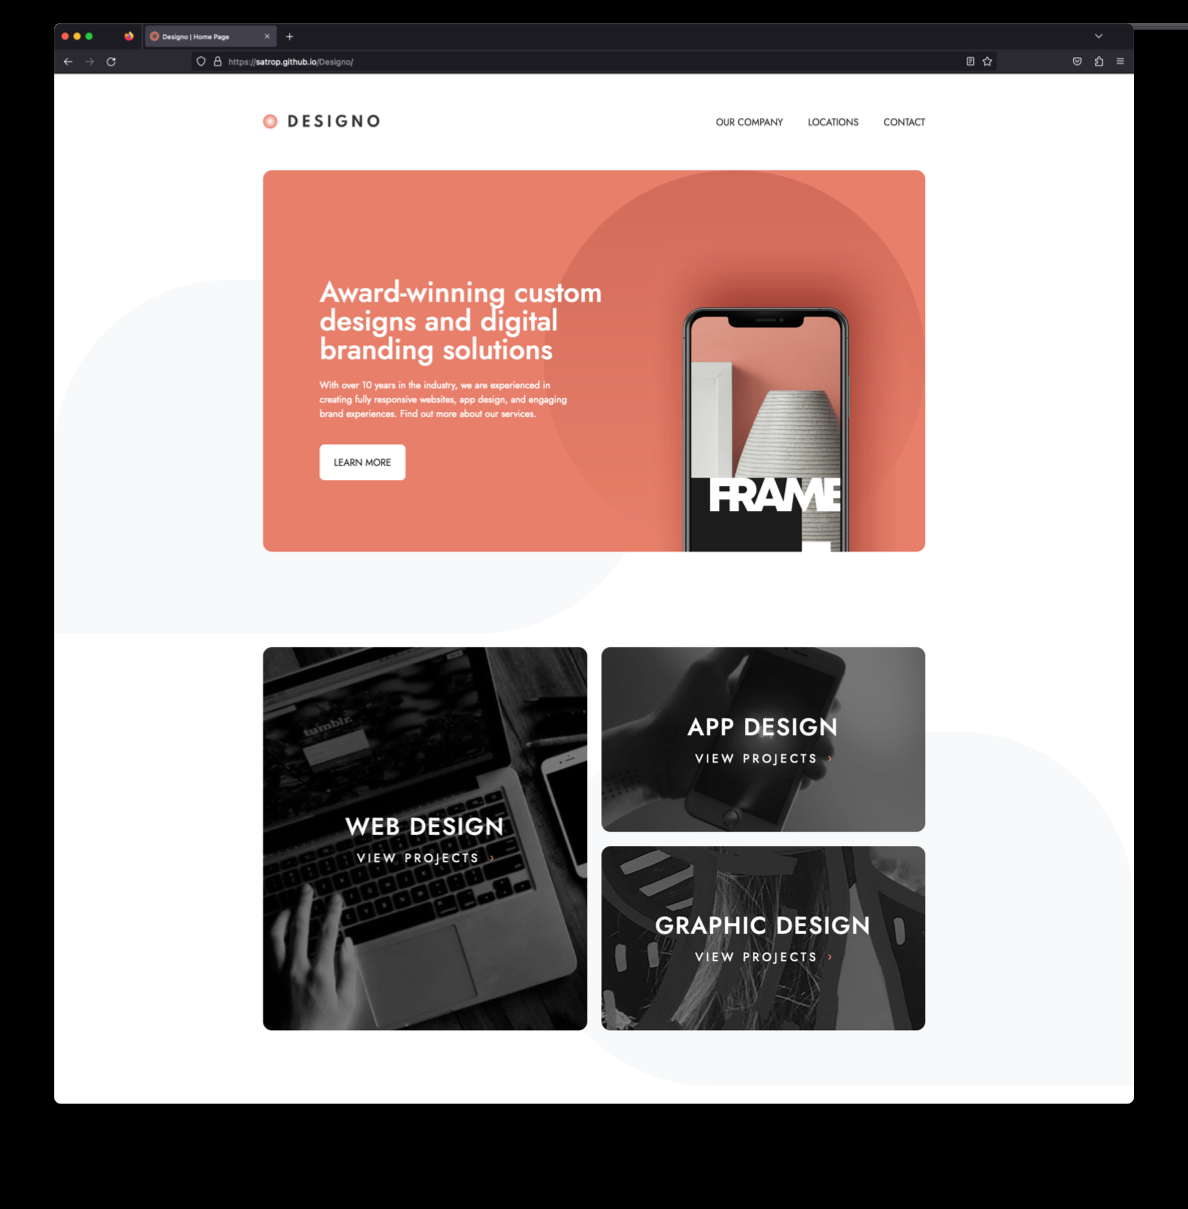 Designo | Home Page
https://satrop.github.io/Designo/
DESIGNO
OUR COMPANY LOCATIONS CONTACT
Award-winning custom
designs and digital
branding solutions
With over 10 years in the industry, we are experienced in
creating fully responsive websites, app design, and engaging
brand experiences. Find out more about our services.
LEARN MORE
FRAME
tumblr.
WEB DESIGN
VIEW PROJECTS
APP DESIGN
VIEW PROJECTS
GRAPHIC DESIGN
VIEW PROJECTS